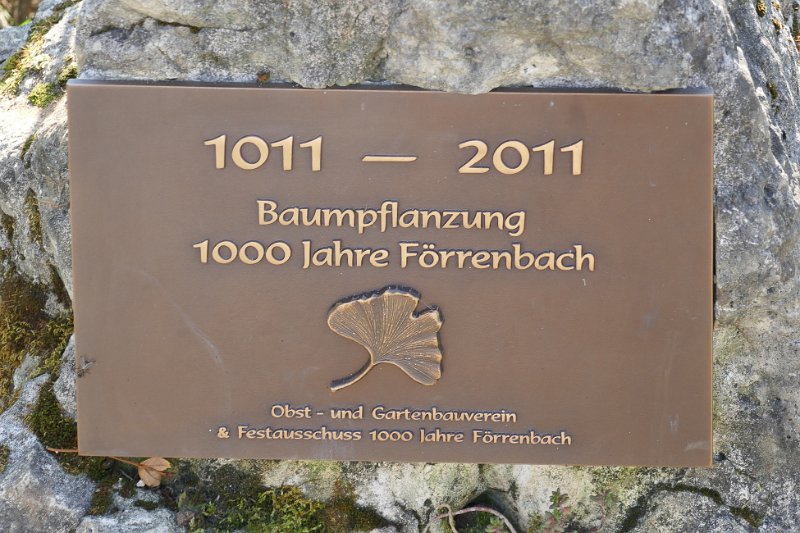 1011 — 2011
Baumpflanzung
1000 Jahre Förrenbach
Obst - und Gartenbauverein
& Festausschuss 1000 Jahre Förrenbach